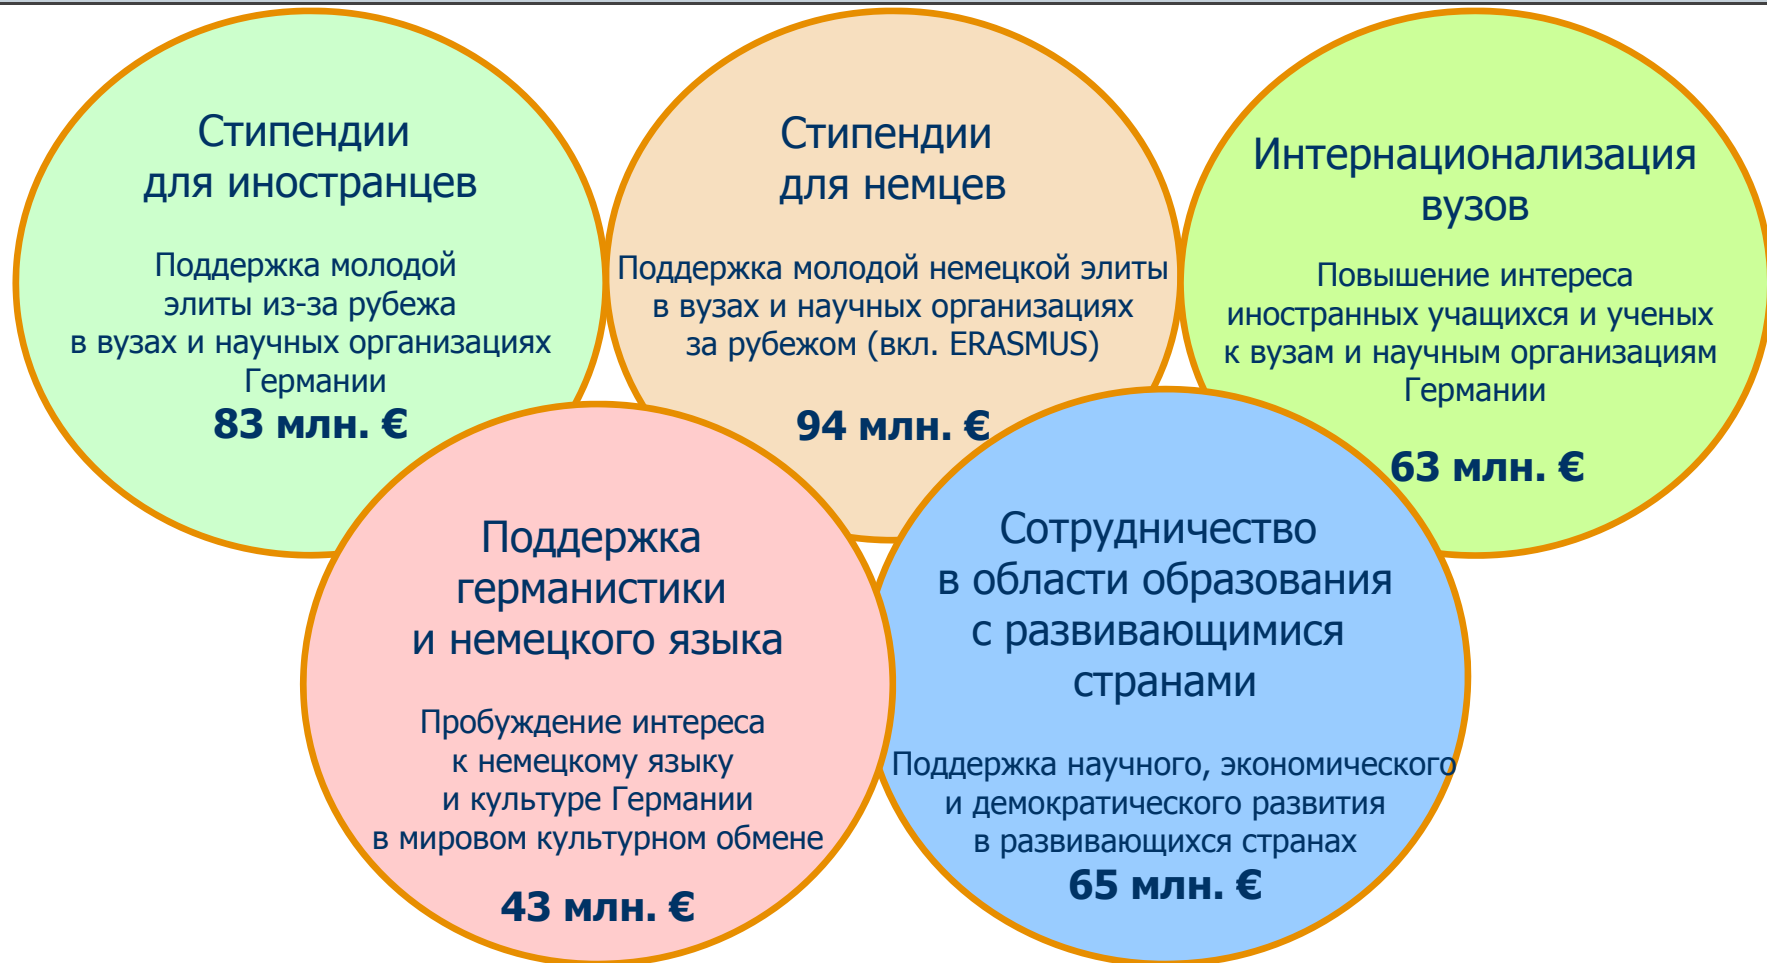 Стипендии
для иностранцев
Поддержка молодой
элиты из-за рубежа
в вузах и научных организациях
Германии
83 млн. €
Стипендии
для немцев
Поддержка молодой немецкой элиты
в вузах и научных организациях
за рубежом (вкл. ERASMUS)
94 млн. €
Интернационализация
вузов
Повышение интереса
иностранных учащихся и ученых
к вузам и научным организациям
Германии
63 млн. €
Поддержка
германистики
и немецкого языка
Пробуждение интереса
к немецкому языку
и культуре Германии
в мировом культурном обмене
43 млн. €
Сотрудничество
в области образования
с развивающимися
странами
Поддержка научного, экономического
и демократического развития
в развивающихся странах
65 млн. €